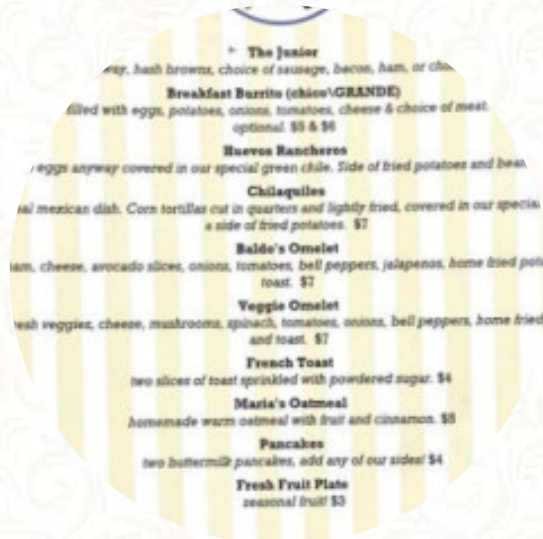 The Junior
hash browns, choice of sausage, bacon, ham, or
Breakfast Burrito (chico\GRANDE)
filled with eggs, potatoes, onions, tomatoes, cheese & choice of meat.
optional. $5 & $6
Huevos Rancheros
eggs anyway covered in our special green chile. Side of fried potatoes and
Chilaquiles
mexican dish. Corn tortillas cut in quarters and lightly fried, covered in our special
a side of fried potatoes. $7
Baldo's Omelet
cheese, avocado slices, onions, tomatoes, bell peppers, jalapenos, home fried
toast. $7
Veggie Omelet
veggies, cheese, mushrooms, spinach, tomatoes, onions, bell peppers, home fried
and toast. $7
French Toast
two slices of toast sprinkled with powdered sugar. $4
Maria's Oatmeal
homemade warm oatmeal with fruit and cinnamon.
Pancakes
two buttermilk pancakes, add any of our sides! $4
Fresh Fruit Plate
seasonal fruit! $3